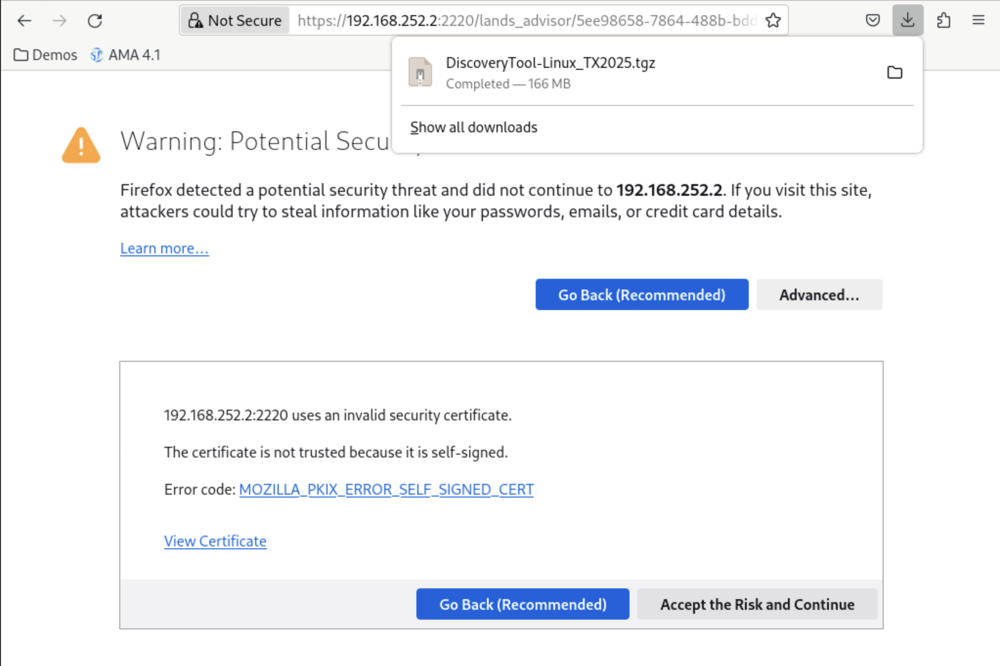 Not Secure https://192.168.252.2:2220/lands_advisor/5ee98658-7864-488b-bdd
Demos AMA 4.1
DiscoveryTool-Linux_TX2025.tgz
Completed — 166 MB
Show all downloads
Warning: Potential Secu
Firefox detected a potential security threat and did not continue to 192.168.252.2. If you visit this site,
attackers could try to steal information like your passwords, emails, or credit card details.
Learn more…
Go Back (Recommended) Advanced…
192.168.252.2:2220 uses an invalid security certificate.
The certificate is not trusted because it is self-signed.
Error code: MOZILLA_PKIX_ERROR_SELF_SIGNED_CERT
View Certificate
Go Back (Recommended) Accept the Risk and Continue